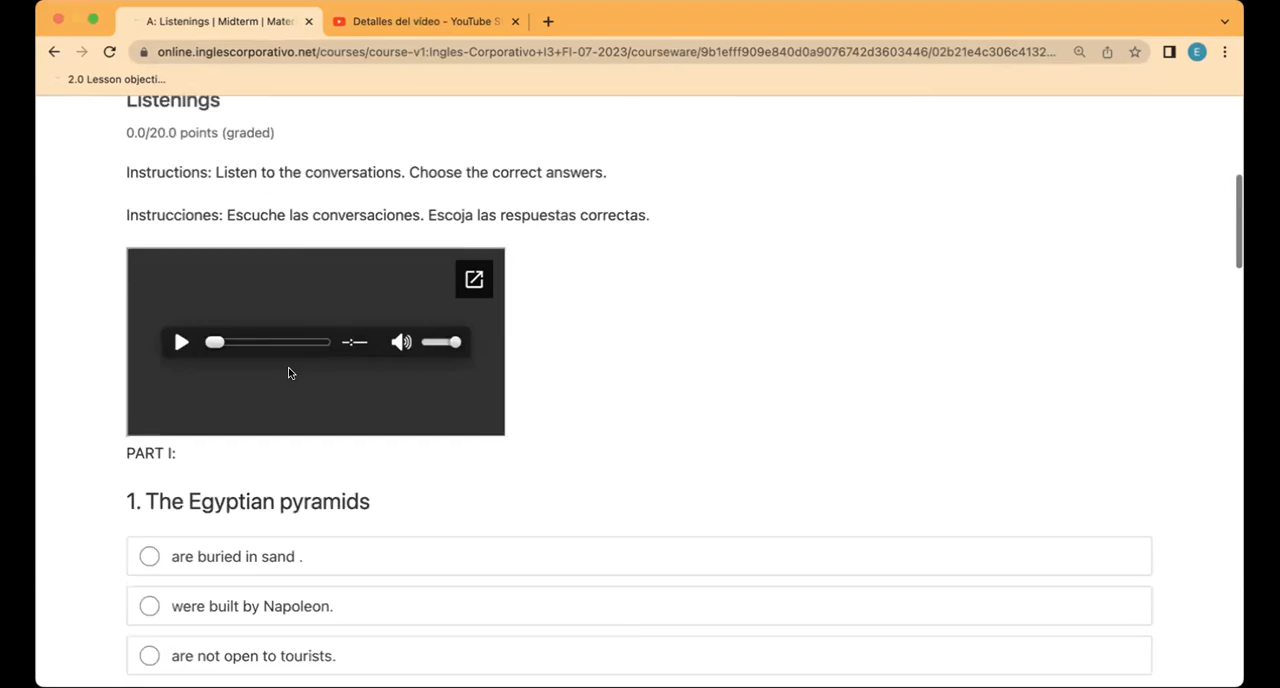 A: Listenings | Midterm | Mate
Detalles del vídeo - YouTube S
online.inglescorporativo.net/courses/course-v1:Ingles-Corporativo+I3+FI-07-2023/courseware/9b1efff909e840d0a9076742d3603446/02b21e4c306c4132...
E
2.0 Lesson objecti...
Listenings
0.0/20.0 points (graded)
Instructions: Listen to the conversations. Choose the correct answers.
Instrucciones: Escuche las conversaciones. Escoja las respuestas correctas.
PART I:
1. The Egyptian pyramids
are buried in sand .
were built by Napoleon.
are not open to tourists.